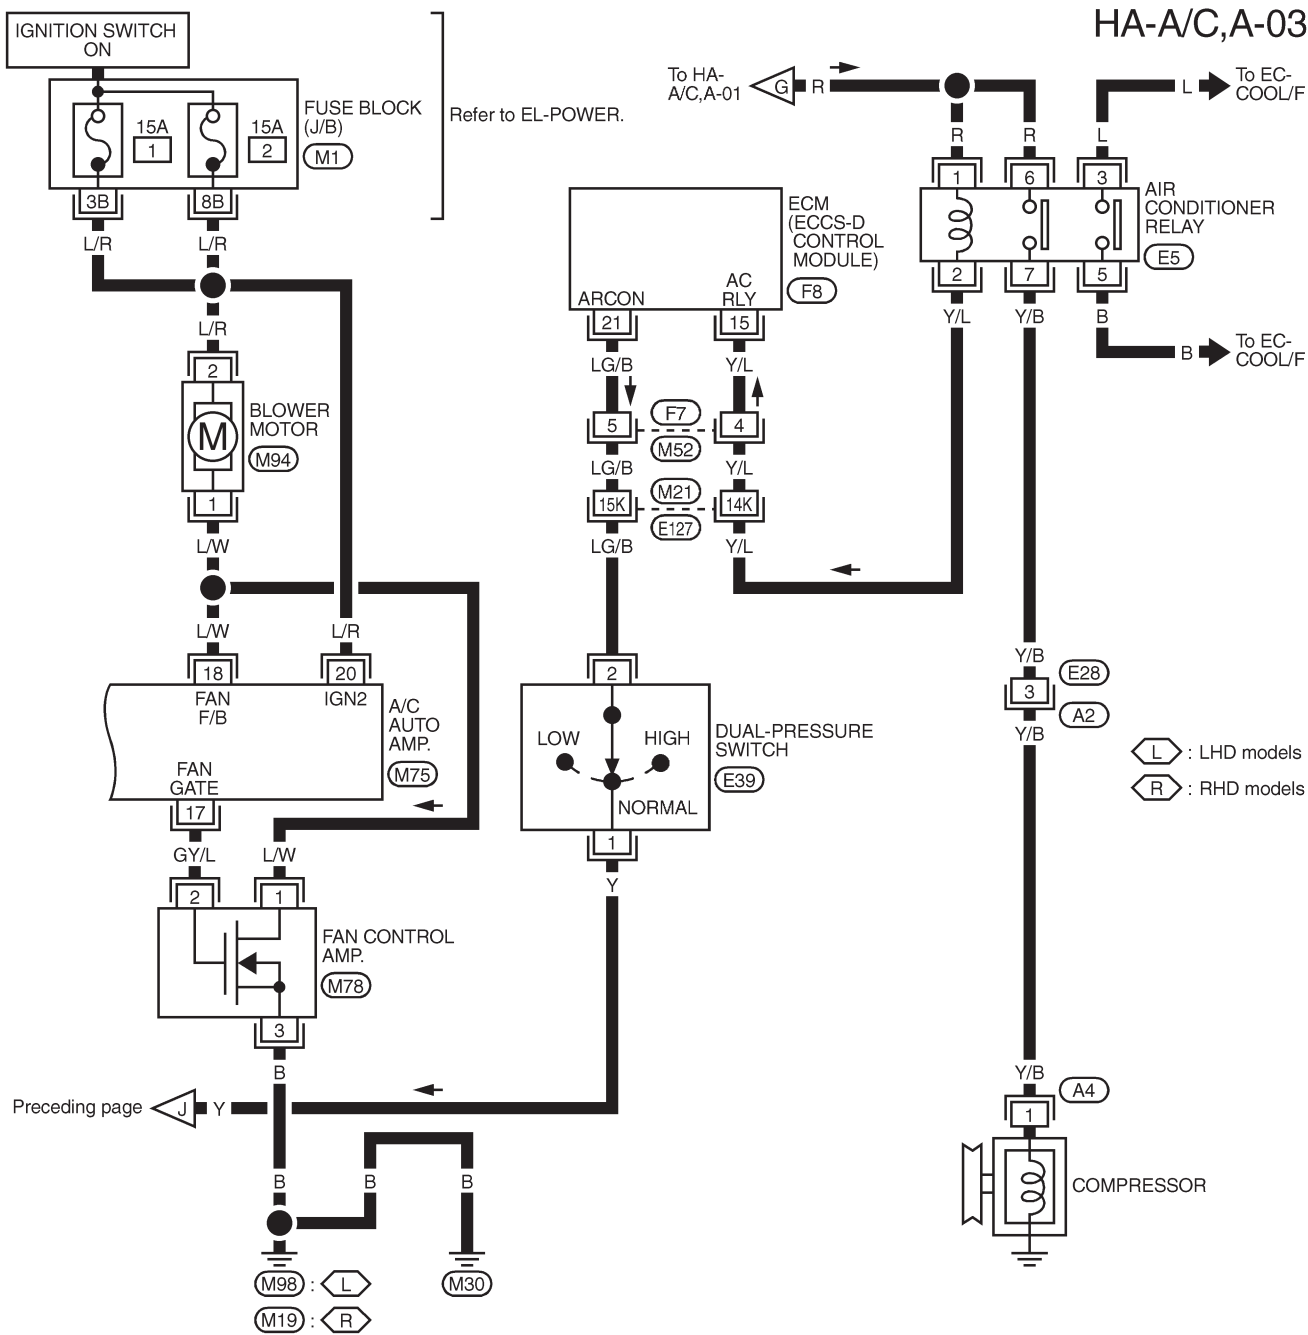 HA-A/C,A-03
IGNITION SWITCH
ON
FUSE BLOCK
(J/B)
M1
15A
1
15A
2
Refer to EL-POWER.
3B
8B
L/R
L/R
L/R
2
BLOWER
MOTOR
M
M94
1
L/W
L/W
L/R
18
20
FAN
F/B
IGN2
A/C
AUTO
AMP.
M75
FAN
GATE
17
GY/L
L/W
2
1
FAN CONTROL
AMP.
M78
3
B
Preceding page
J
Y
B
B
B
M98
:
L
M30
M19
:
R
ECM
(ECCS-D
CONTROL
MODULE)
F8
ARCON
AC
RLY
21
15
LG/B
Y/L
5
F7
4
M52
LG/B
Y/L
15K
M21
14K
E127
LG/B
Y/L
2
LOW
HIGH
NORMAL
DUAL-PRESSURE
SWITCH
E39
1
Y
To HA-
A/C,A-01
G
R
L
To EC-
COOL/F
R
R
L
1
6
3
AIR
CONDITIONER
RELAY
E5
2
7
5
Y/L
Y/B
B
B
To EC-
COOL/F
Y/B
3
E28
A2
Y/B
L
: LHD models
R
: RHD models
Y/B
A4
1
COMPRESSOR